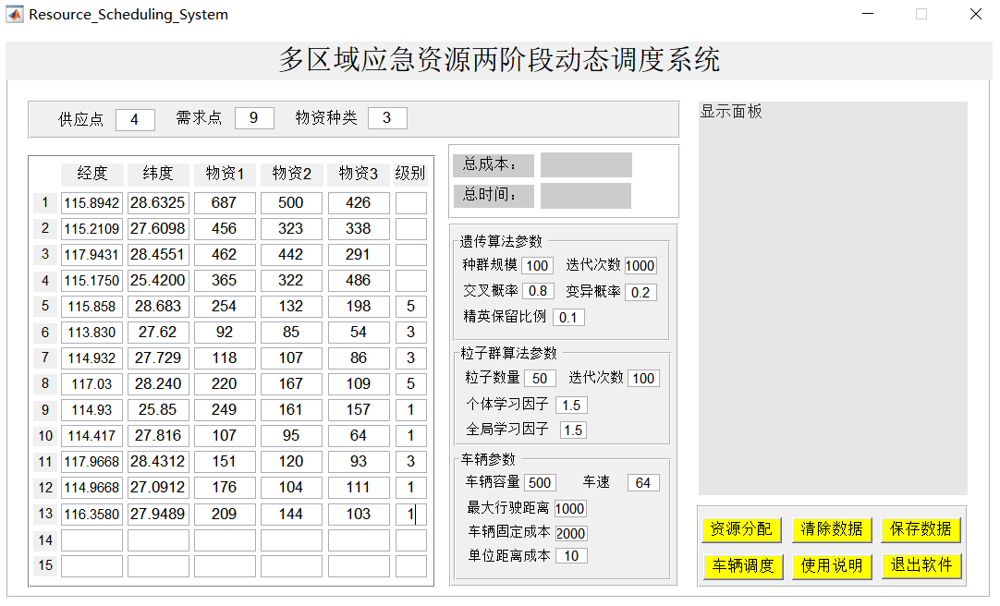 Resource_Scheduling_System
多区域应急资源两阶段动态调度系统
供应点 4 需求点 9 物资种类 3
经度 纬度 物资1 物资2 物资3 级别
1 115.8942 28.6325 687 500 426
2 115.2109 27.6098 456 323 338
3 117.9431 28.4551 462 442 291
4 115.1750 25.4200 365 322 486
5 115.858 28.683 254 132 198 5
6 113.830 27.62 92 85 54 3
7 114.932 27.729 118 107 86 3
8 117.03 28.240 220 167 109 5
9 114.93 25.85 249 161 157 1
10 114.417 27.816 107 95 64 1
11 117.9668 28.4312 151 120 93 3
12 114.9668 27.0912 176 104 111 1
13 116.3580 27.9489 209 144 103 1
14
15
总成本：
总时间：
遗传算法参数
种群规模 100 迭代次数 1000
交叉概率 0.8 变异概率 0.2
精英保留比例 0.1
粒子群算法参数
粒子数量 50 迭代次数 100
个体学习因子 1.5
全局学习因子 1.5
车辆参数
车辆容量 500 车速 64
最大行驶距离 1000
车辆固定成本 2000
单位距离成本 10
显示面板
资源分配 清除数据 保存数据
车辆调度 使用说明 退出软件